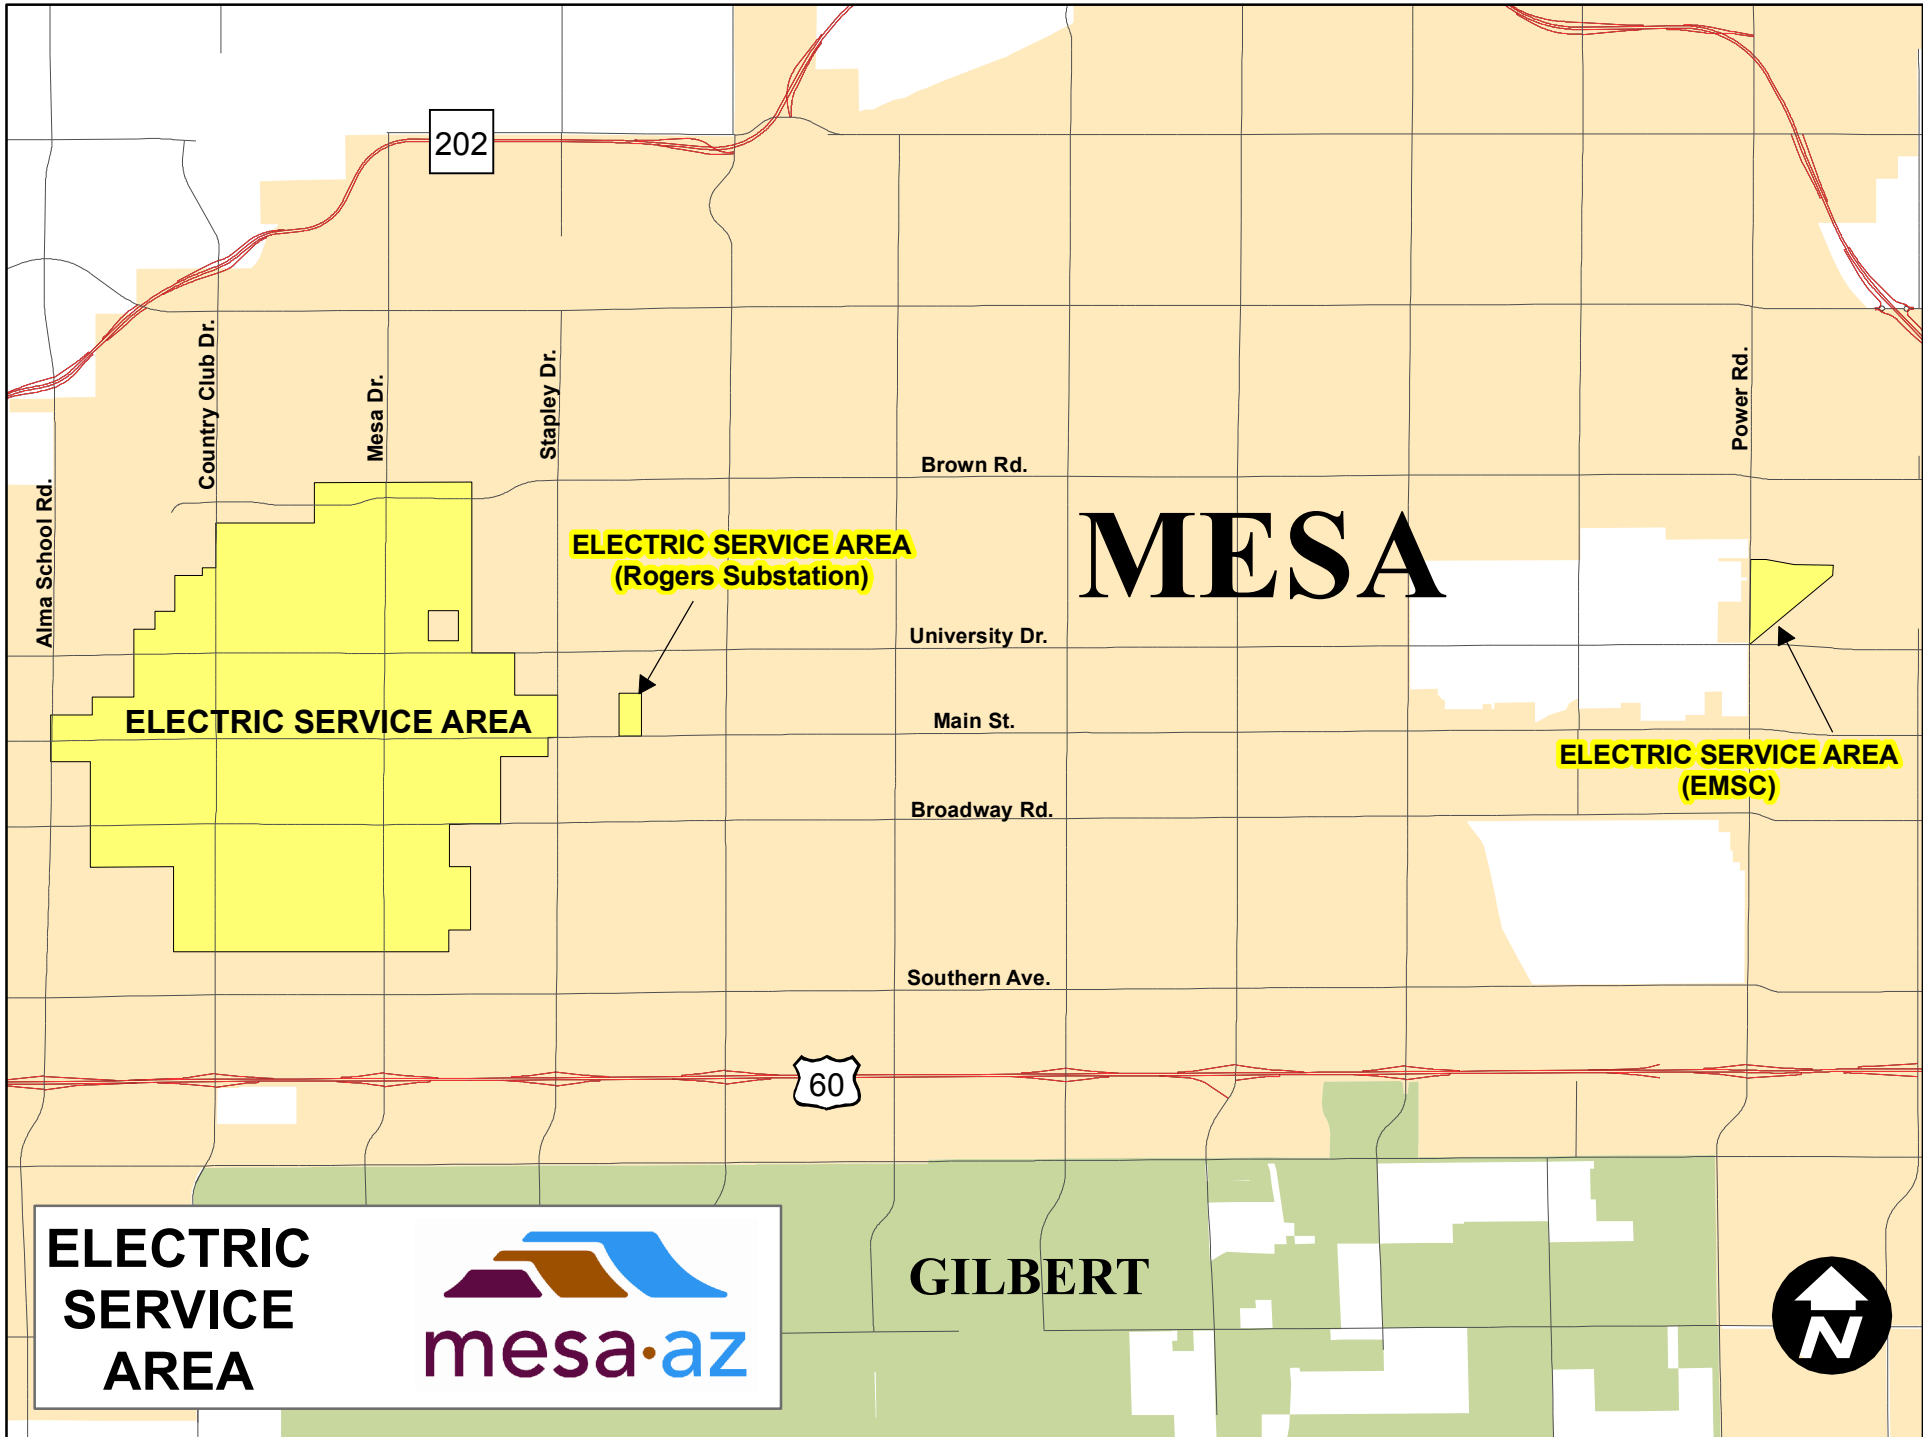 202
Alma School Rd.
Country Club Dr.
Mesa Dr.
Stapley Dr.
Power Rd.
Brown Rd.
MESA
ELECTRIC SERVICE AREA
(Rogers Substation)
University Dr.
ELECTRIC SERVICE AREA
Main St.
ELECTRIC SERVICE AREA
(EMSC)
Broadway Rd.
Southern Ave.
60
GILBERT
ELECTRIC
SERVICE
AREA
mesa·az
N